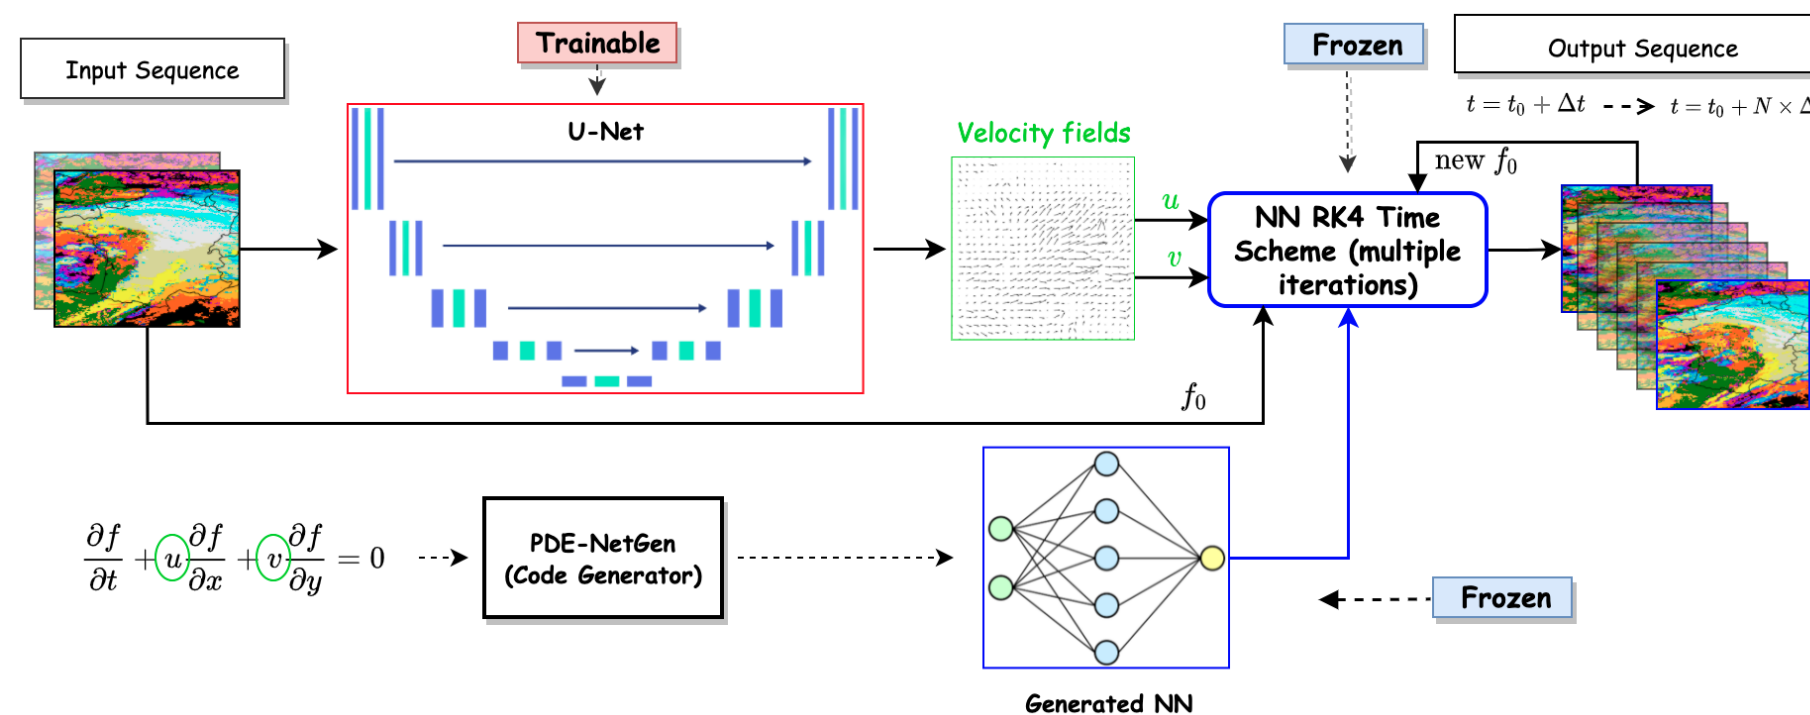 Input Sequence
Trainable
Frozen
Output Sequence
t = t₀ + Δt
t = t₀ + N × Δ
U-Net
Velocity fields
new f₀
u
v
NN RK4 Time
Scheme (multiple
iterations)
f₀
∂f/∂t + u ∂f/∂x + v ∂f/∂y = 0
PDE-NetGen
(Code Generator)
Frozen
Generated NN